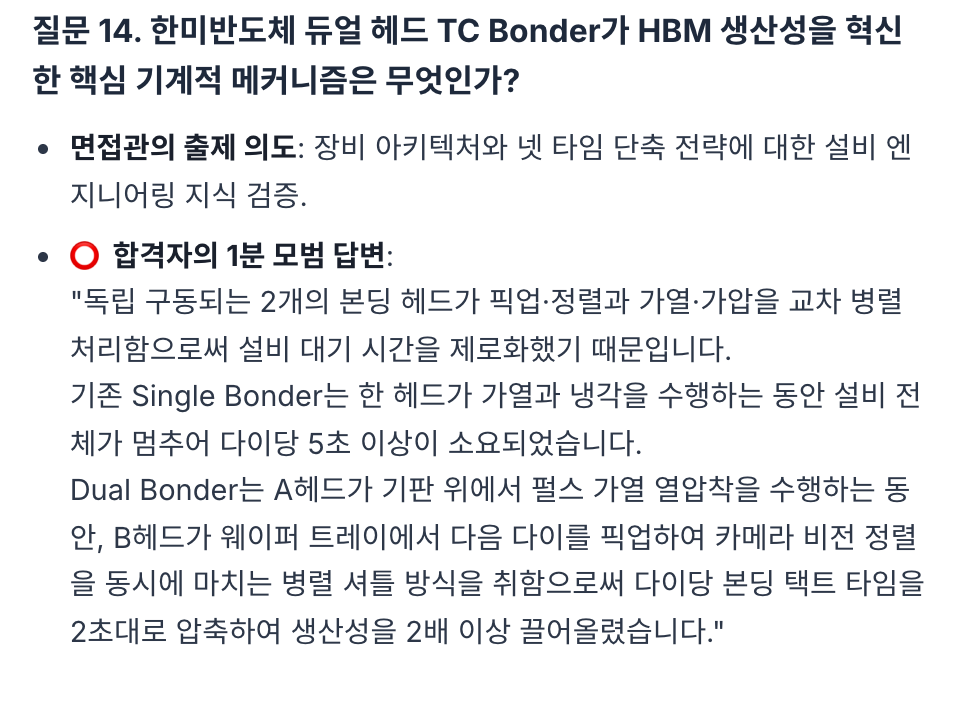 질문 14. 한미반도체 듀얼 헤드 TC Bonder가 HBM 생산성을 혁신
한 핵심 기계적 메커니즘은 무엇인가?
• 면접관의 출제 의도: 장비 아키텍처와 넷 타임 단축 전략에 대한 설비 엔
지니어링 지식 검증.
• ⭕ 합격자의 1분 모범 답변:
"독립 구동되는 2개의 본딩 헤드가 픽업·정렬과 가열·가압을 교차 병렬
처리함으로써 설비 대기 시간을 제로화했기 때문입니다.
기존 Single Bonder는 한 헤드가 가열과 냉각을 수행하는 동안 설비 전
체가 멈추어 다이당 5초 이상이 소요되었습니다.
Dual Bonder는 A헤드가 기판 위에서 펄스 가열 열압착을 수행하는 동
안, B헤드가 웨이퍼 트레이에서 다음 다이를 픽업하여 카메라 비전 정렬
을 동시에 마치는 병렬 셔틀 방식을 취함으로써 다이당 본딩 택트 타임을
2초대로 압축하여 생산성을 2배 이상 끌어올렸습니다."